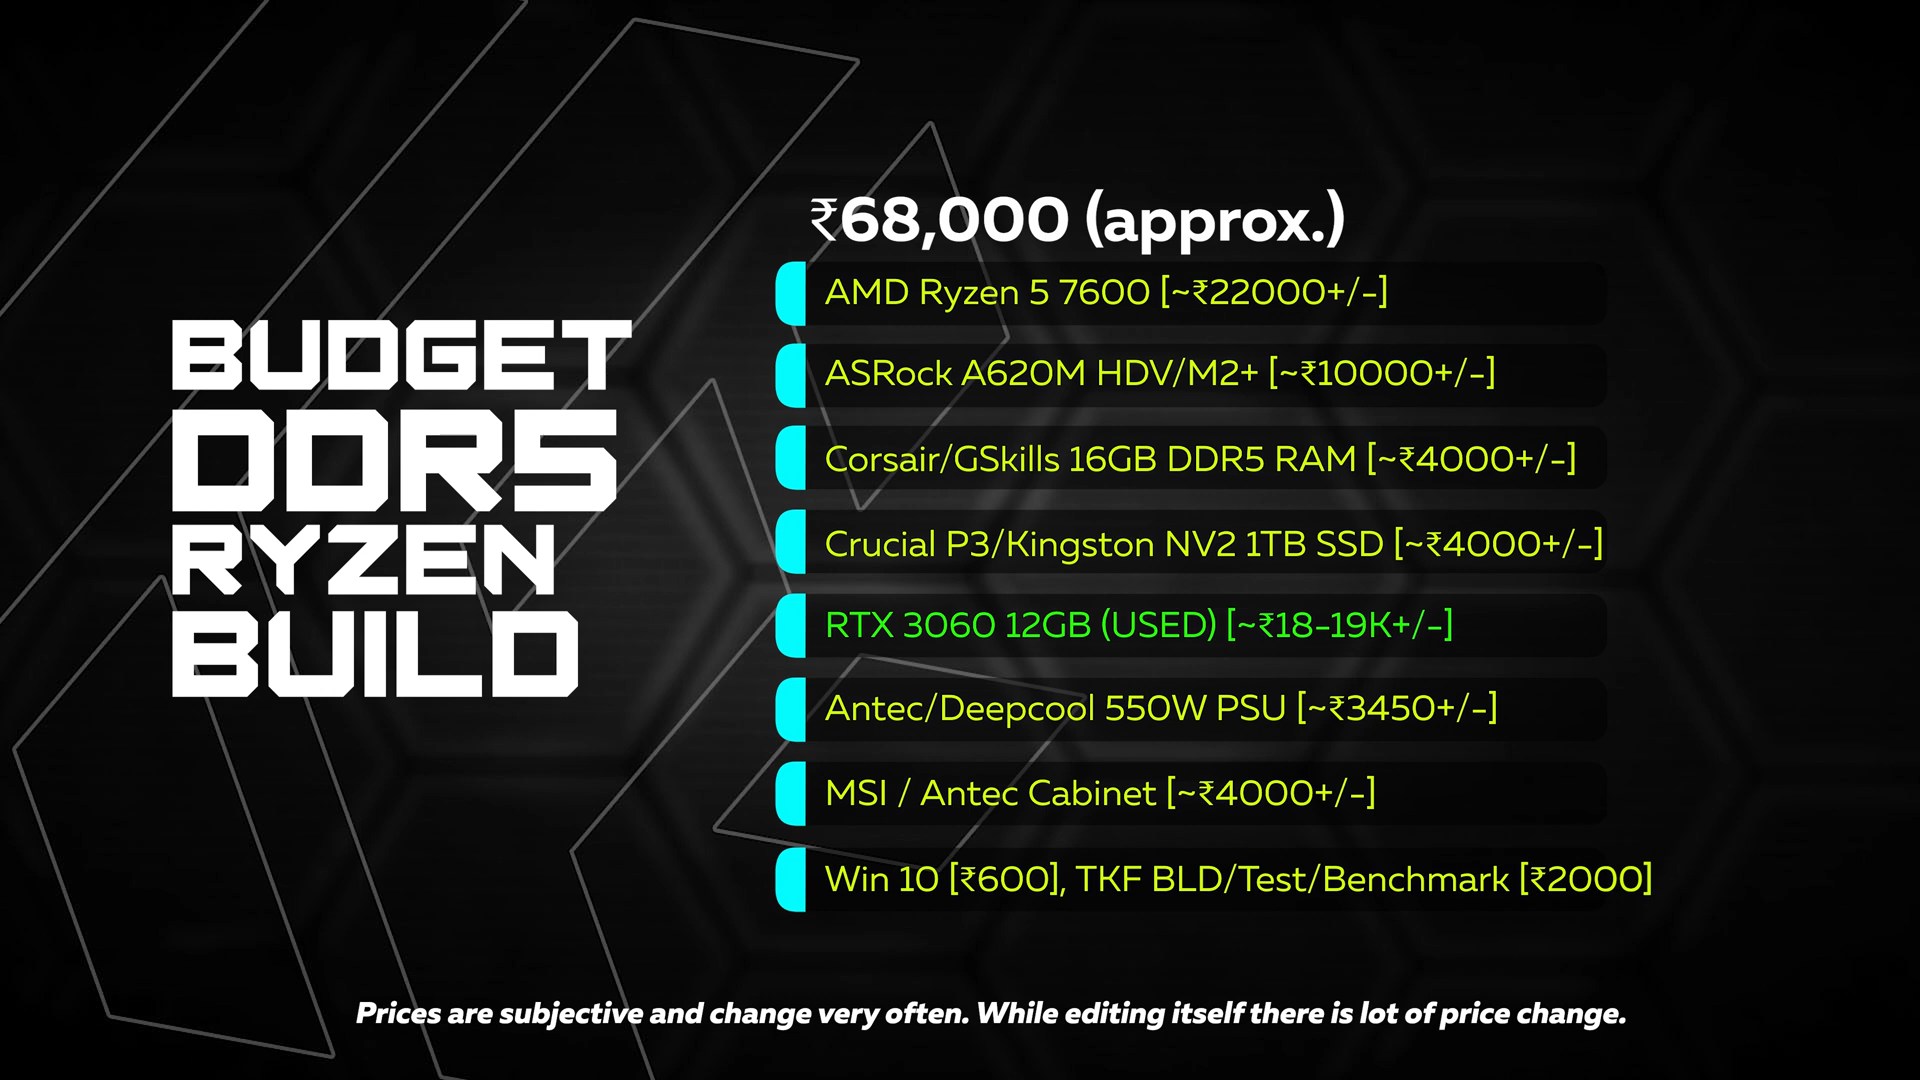 BUDGET
DDR5
RYZEN
BUILD
₹68,000 (approx.)
AMD Ryzen 5 7600 [~₹22000+/-]
ASRock A620M HDV/M2+ [~₹10000+/-]
Corsair/GSkills 16GB DDR5 RAM [~₹4000+/-]
Crucial P3/Kingston NV2 1TB SSD [~₹4000+/-]
RTX 3060 12GB (USED) [~₹18-19K+/-]
Antec/Deepcool 550W PSU [~₹3450+/-]
MSI / Antec Cabinet [~₹4000+/-]
Win 10 [₹600], TKF BLD/Test/Benchmark [₹2000]
Prices are subjective and change very often. While editing itself there is lot of price change.